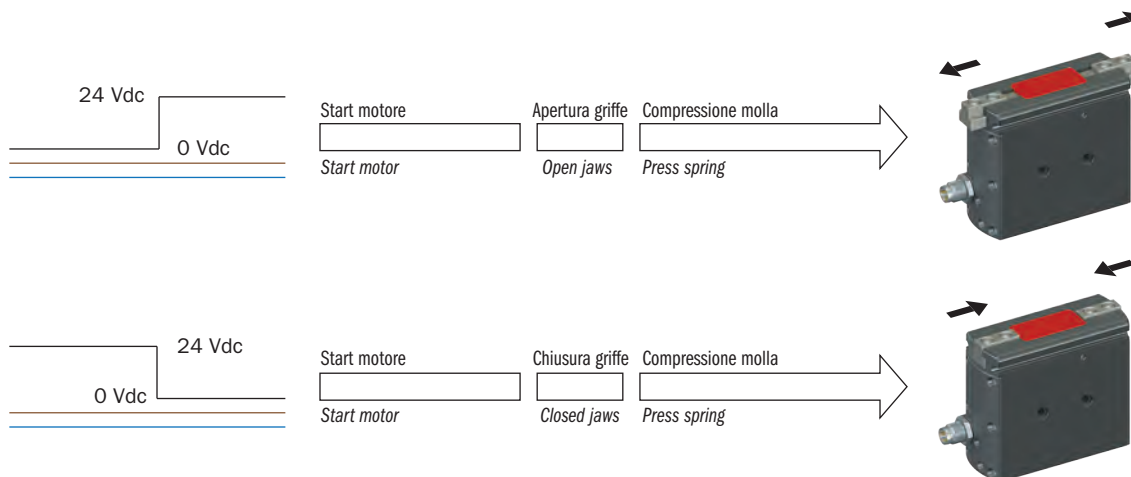 24 Vdc
0 Vdc
Start motore
Apertura griffe
Compressione molla
Start motor
Open jaws
Press spring
24 Vdc
0 Vdc
Start motore
Chiusura griffe
Compressione molla
Start motor
Closed jaws
Press spring